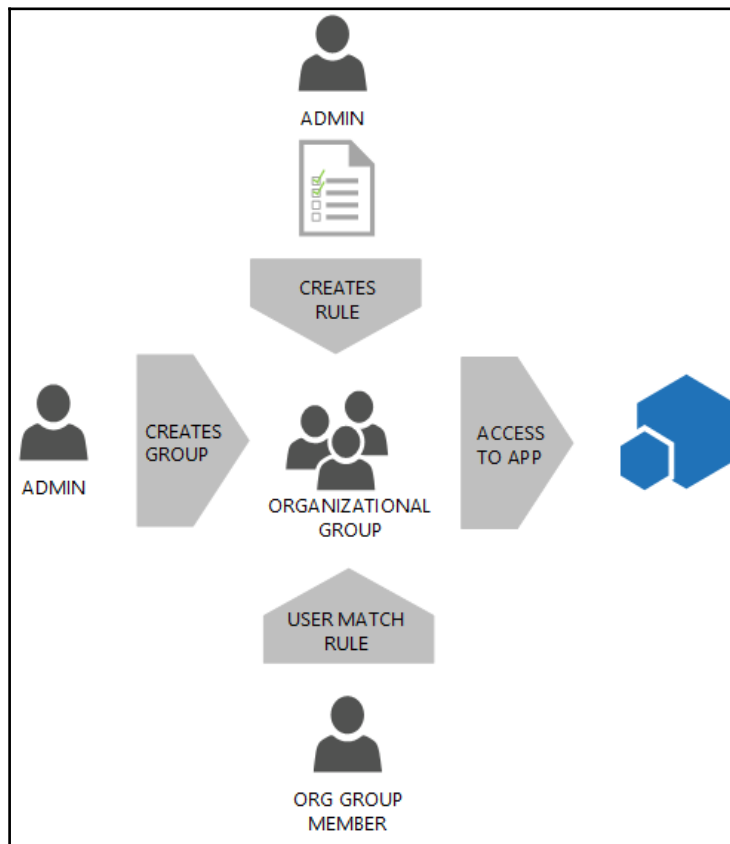 ADMIN
CREATES
RULE
ADMIN
CREATES
GROUP
ORGANIZATIONAL
GROUP
ACCESS
TO APP
USER MATCH
RULE
ORG GROUP
MEMBER